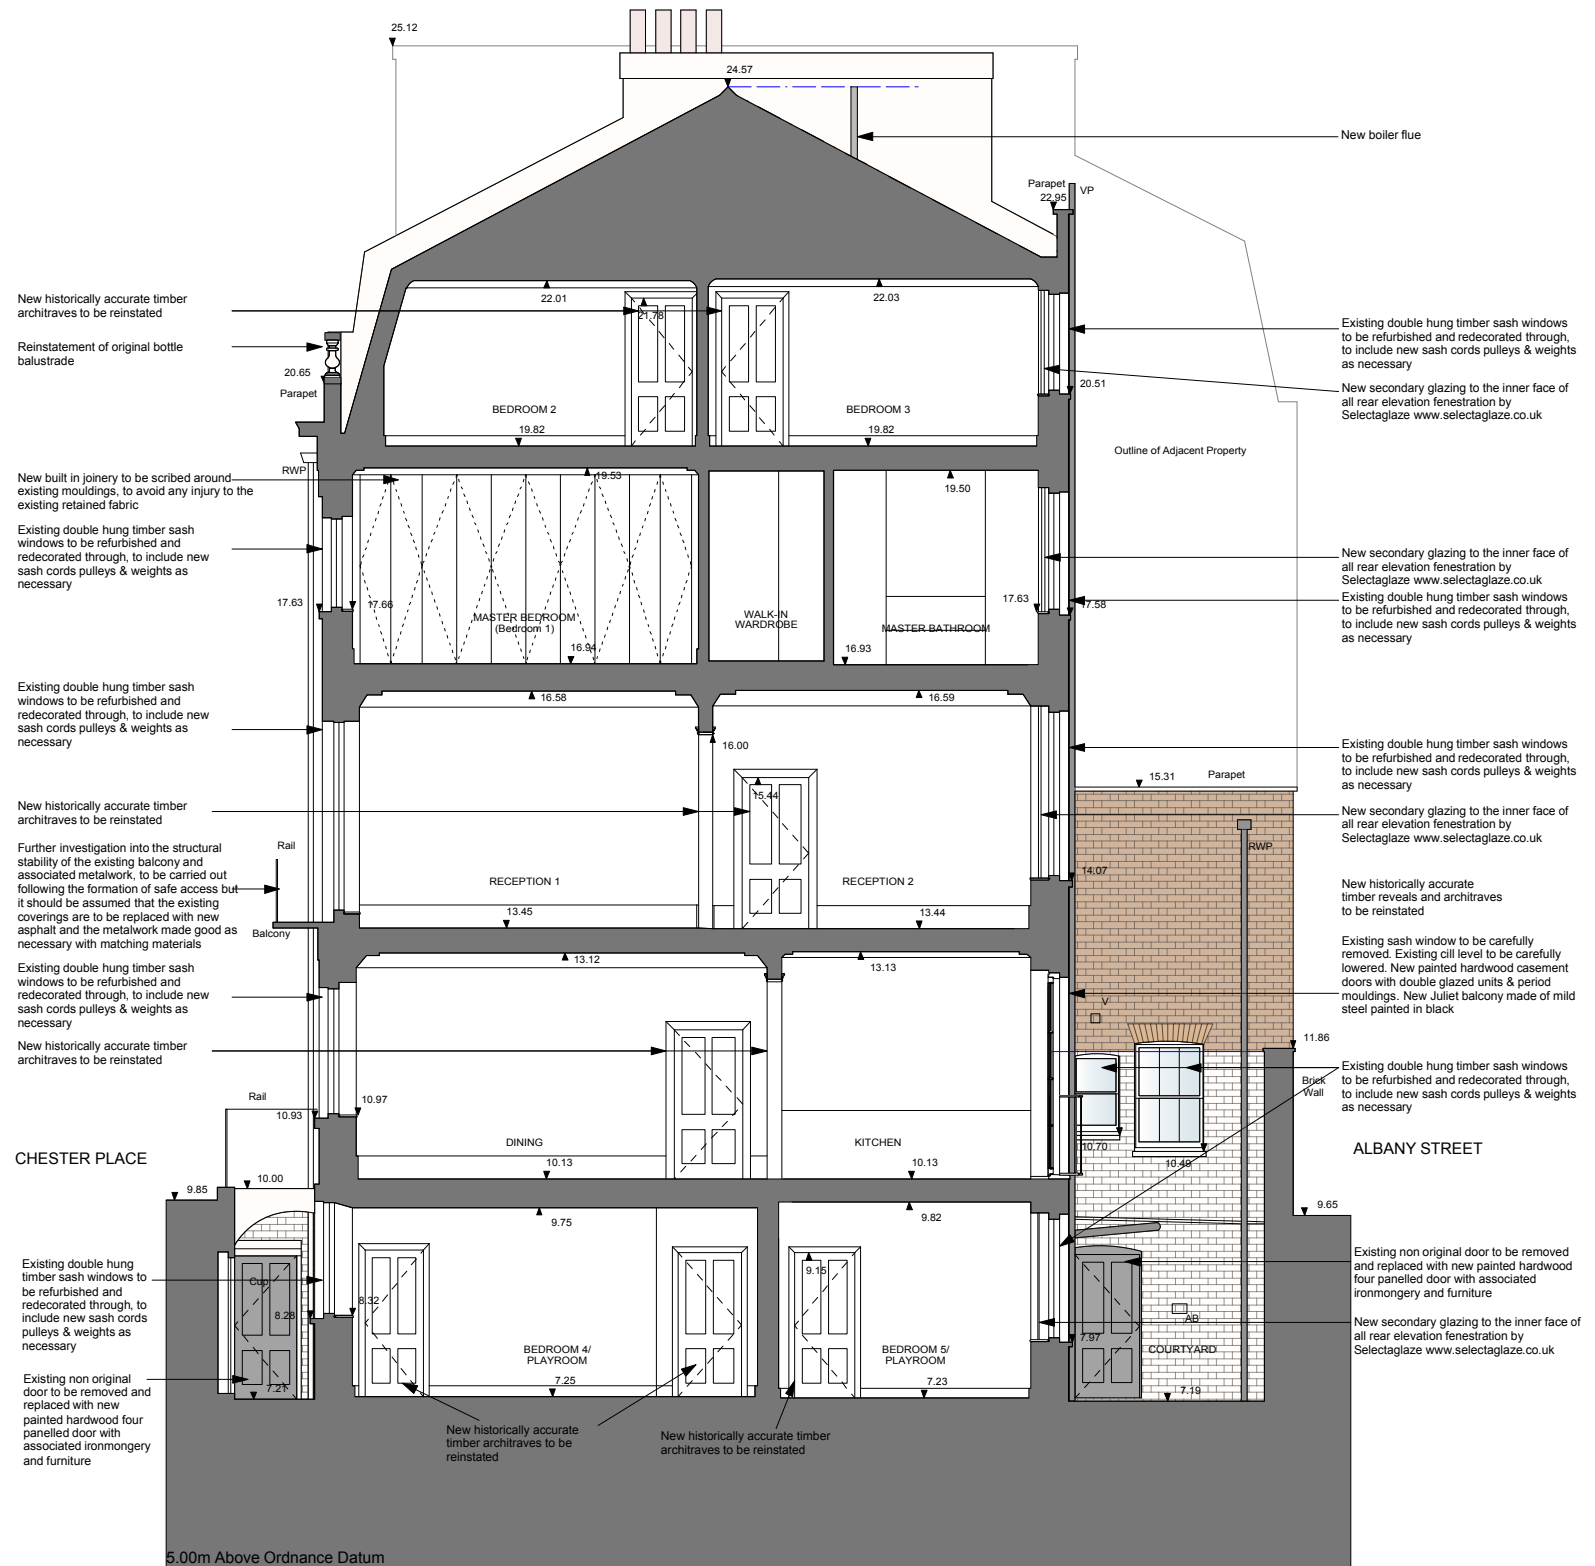 25.12
24.57
New boiler flue
Parapet
22.95
VP
New historically accurate timber
architraves to be reinstated
22.01
21.78
22.03
Reinstatement of original bottle
balustrade
20.65
Parapet
Existing double hung timber sash windows
to be refurbished and redecorated through,
to include new sash cords pulleys & weights
as necessary
20.51
New secondary glazing to the inner face of
all rear elevation fenestration by
Selectaglaze www.selectaglaze.co.uk
BEDROOM 2
BEDROOM 3
19.82
19.82
Outline of Adjacent Property
RWP
New built in joinery to be scribed around
existing mouldings, to avoid any injury to the
existing retained fabric
19.53
19.50
Existing double hung timber sash
windows to be refurbished and
redecorated through, to include new
sash cords pulleys & weights as
necessary
New secondary glazing to the inner face of
all rear elevation fenestration by
Selectaglaze www.selectaglaze.co.uk
17.63
17.66
17.63
17.58
Existing double hung timber sash windows
to be refurbished and redecorated through,
to include new sash cords pulleys & weights
as necessary
MASTER BEDROOM
(Bedroom 1)
WALK-IN
WARDROBE
MASTER BATHROOM
16.94
16.93
Existing double hung timber sash
windows to be refurbished and
redecorated through, to include new
sash cords pulleys & weights as
necessary
16.58
16.59
16.00
Existing double hung timber sash windows
to be refurbished and redecorated through,
to include new sash cords pulleys & weights
as necessary
15.31
Parapet
15.44
New historically accurate timber
architraves to be reinstated
New secondary glazing to the inner face of
all rear elevation fenestration by
Selectaglaze www.selectaglaze.co.uk
Rail
RWP
Further investigation into the structural
stability of the existing balcony and
associated metalwork, to be carried out
following the formation of safe access but
it should be assumed that the existing
coverings are to be replaced with new
asphalt and the metalwork made good as
necessary with matching materials
14.07
RECEPTION 1
RECEPTION 2
New historically accurate
timber reveals and architraves
to be reinstated
13.45
13.44
Balcony
Existing sash window to be carefully
removed. Existing cill level to be carefully
lowered. New painted hardwood casement
doors with double glazed units & period
mouldings. New Juliet balcony made of mild
steel painted in black
13.12
13.13
Existing double hung timber sash
windows to be refurbished and
redecorated through, to include new
sash cords pulleys & weights as
necessary
V
11.86
New historically accurate timber
architraves to be reinstated
Existing double hung timber sash windows
to be refurbished and redecorated through,
to include new sash cords pulleys & weights
as necessary
Brick
Wall
Rail
10.93
10.97
DINING
KITCHEN
10.70
10.49
CHESTER PLACE
ALBANY STREET
10.13
10.13
9.85
10.00
9.65
9.75
9.82
9.15
Existing double hung
timber sash windows to
be refurbished and
redecorated through, to
include new sash cords
pulleys & weights as
necessary
Cup
8.28
8.32
Existing non original door to be removed
and replaced with new painted hardwood
four panelled door with associated
ironmongery and furniture
AB
7.97
New secondary glazing to the inner face of
all rear elevation fenestration by
Selectaglaze www.selectaglaze.co.uk
BEDROOM 4/
PLAYROOM
BEDROOM 5/
PLAYROOM
COURTYARD
Existing non original
door to be removed and
replaced with new
painted hardwood four
panelled door with
associated ironmongery
and furniture
7.21
7.25
7.23
7.19
New historically accurate
timber architraves to be
reinstated
New historically accurate timber
architraves to be reinstated
5.00m Above Ordnance Datum